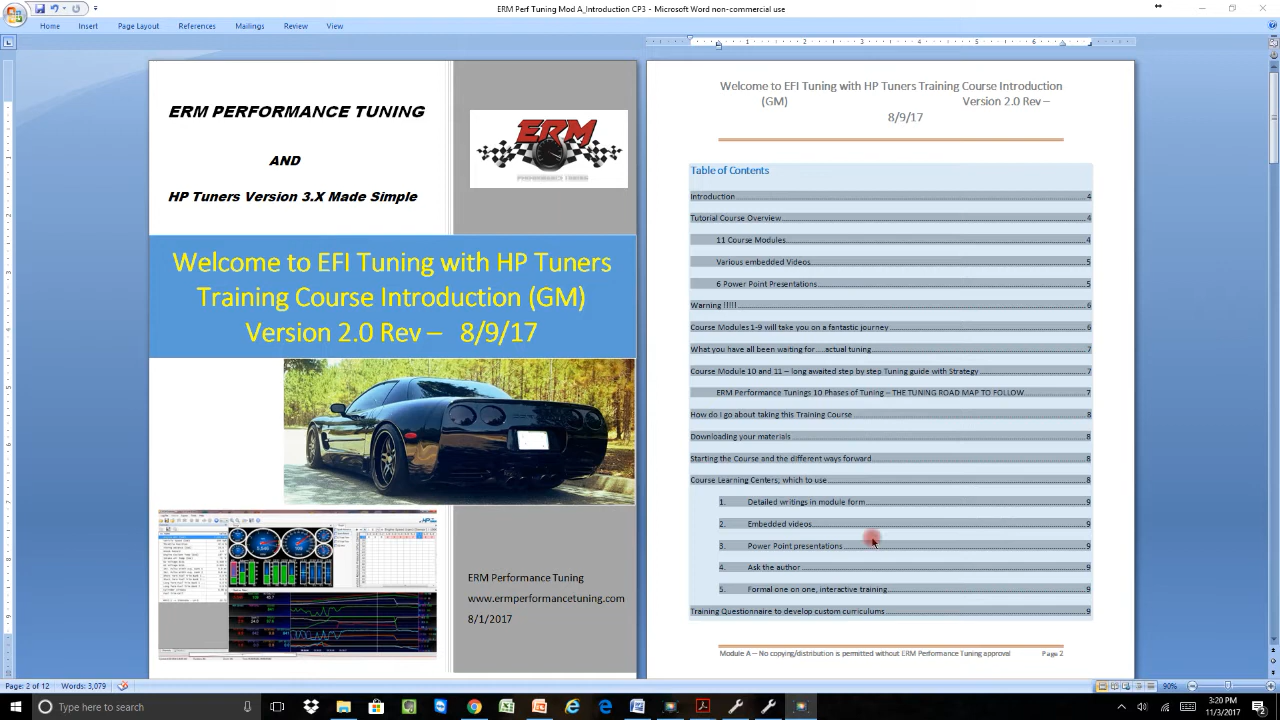 ERM Perf Tuning Mod A_Introduction CP3 - Microsoft Word non-commercial use
Home Insert Page Layout References Mailings Review View
ERM PERFORMANCE TUNING
AND
HP Tuners Version 3.X Made Simple
ERM
PERFORMANCE TUNING
Welcome to EFI Tuning with HP Tuners
Training Course Introduction (GM)
Version 2.0 Rev – 8/9/17
ERM Performance Tuning
www.ermperformancetuning.com
8/1/2017
Welcome to EFI Tuning with HP Tuners Training Course Introduction
(GM) Version 2.0 Rev –
8/9/17
Table of Contents
Introduction 4
Tutorial Course Overview 4
11 Course Modules 4
Various embedded Videos 5
6 Power Point Presentations 5
Warning !!!!! 6
Course Modules 1-9 will take you on a fantastic journey 6
What you have all been waiting for....actual tuning 7
Course Module 10 and 11 – long awaited step by step Tuning guide with Strategy 7
ERM Performance Tunings 10 Phases of Tuning – THE TUNING ROAD MAP TO FOLLOW 7
How do I go about taking this Training Course 8
Downloading your materials 8
Starting the Course and the different ways forward 8
Course Learning Centers; which to use 8
1. Detailed writings in module form 9
2. Embedded videos 9
3. Power Point presentations 9
4. Ask the author 9
5. Formal one on one, interactive training 9
Training Questionnaire to develop custom curriculums 9
Module A – No copying/distribution is permitted without ERM Performance Tuning approval Page 2
Page: 2 of 12 Words: 3,079 90%
Type here to search
3:20 PM
11/3/2017